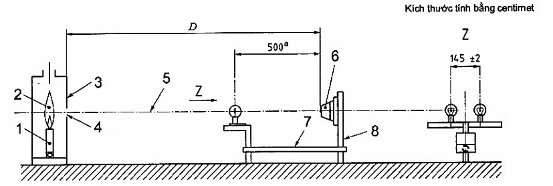 Kích thước tính bằng centimet
D
Z
500ᵃ
6
145 ±2
3
2
5
Z
4
1
7
8